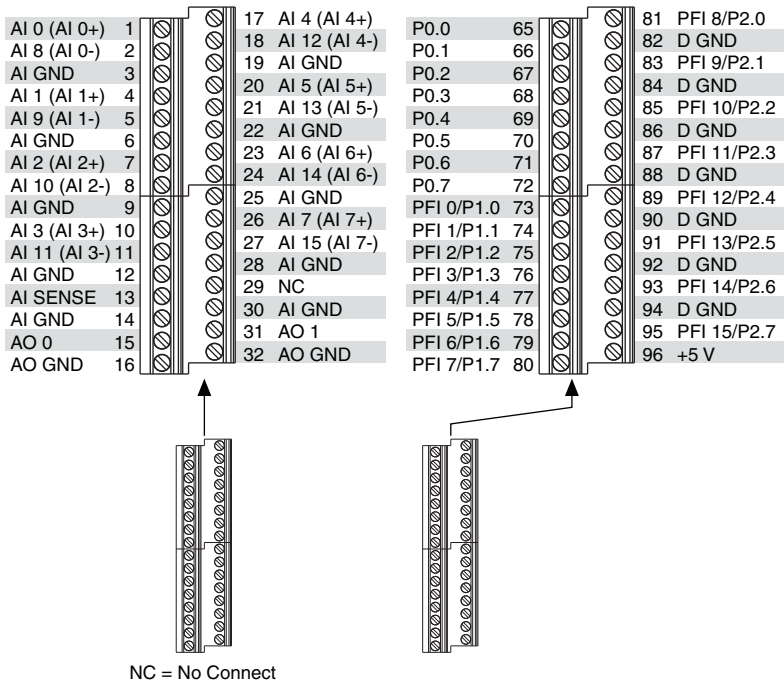 AI 0 (AI 0+) 1
AI 8 (AI 0-) 2
AI GND 3
AI 1 (AI 1+) 4
AI 9 (AI 1-) 5
AI GND 6
AI 2 (AI 2+) 7
AI 10 (AI 2-) 8
AI GND 9
AI 3 (AI 3+) 10
AI 11 (AI 3-) 11
AI GND 12
AI SENSE 13
AI GND 14
AO 0 15
AO GND 16
17 AI 4 (AI 4+)
18 AI 12 (AI 4-)
19 AI GND
20 AI 5 (AI 5+)
21 AI 13 (AI 5-)
22 AI GND
23 AI 6 (AI 6+)
24 AI 14 (AI 6-)
25 AI GND
26 AI 7 (AI 7+)
27 AI 15 (AI 7-)
28 AI GND
29 NC
30 AI GND
31 AO 1
32 AO GND
P0.0 65
P0.1 66
P0.2 67
P0.3 68
P0.4 69
P0.5 70
P0.6 71
P0.7 72
PFI 0/P1.0 73
PFI 1/P1.1 74
PFI 2/P1.2 75
PFI 3/P1.3 76
PFI 4/P1.4 77
PFI 5/P1.5 78
PFI 6/P1.6 79
PFI 7/P1.7 80
81 PFI 8/P2.0
82 D GND
83 PFI 9/P2.1
84 D GND
85 PFI 10/P2.2
86 D GND
87 PFI 11/P2.3
88 D GND
89 PFI 12/P2.4
90 D GND
91 PFI 13/P2.5
92 D GND
93 PFI 14/P2.6
94 D GND
95 PFI 15/P2.7
96 +5 V
NC = No Connect